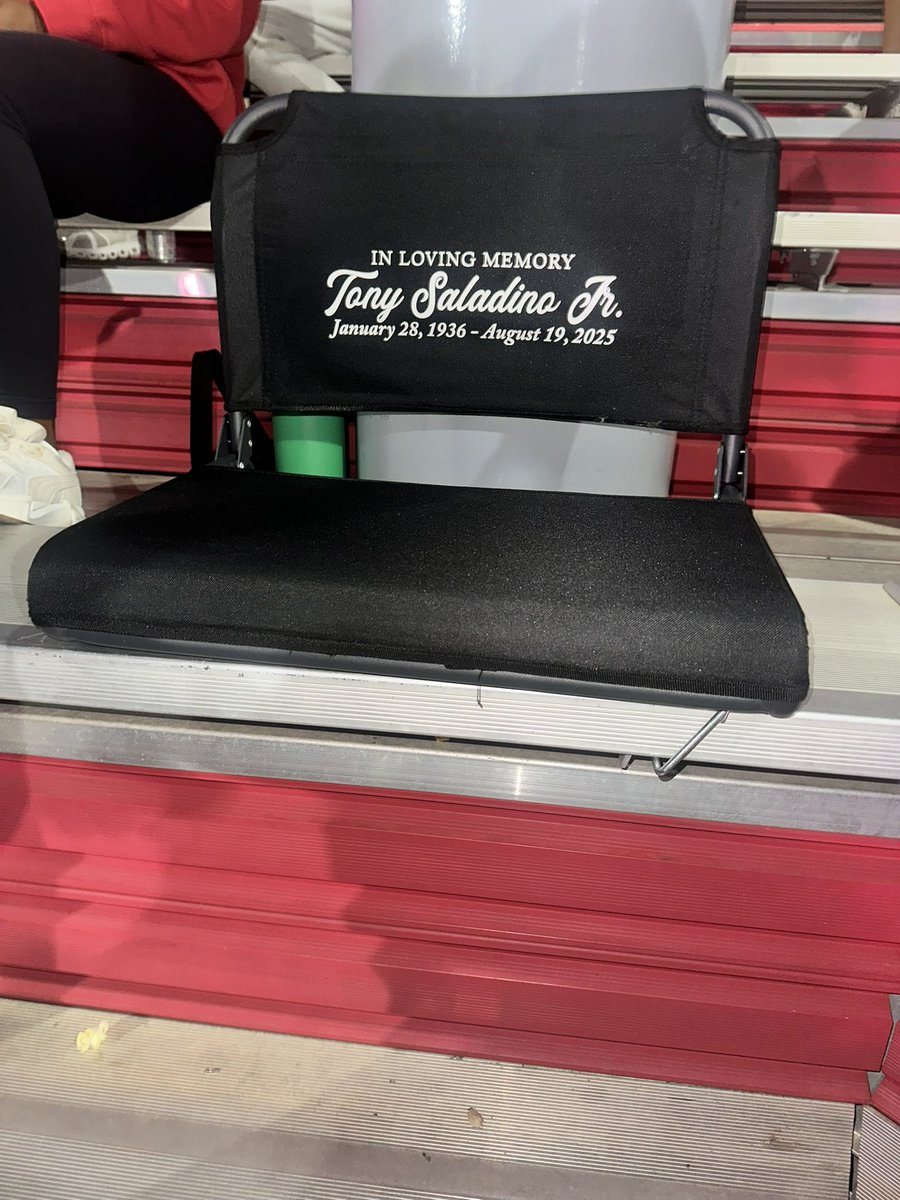 IN LOVING MEMORY
Tony Saladino Jr.
January 28, 1936 - August 19, 2025